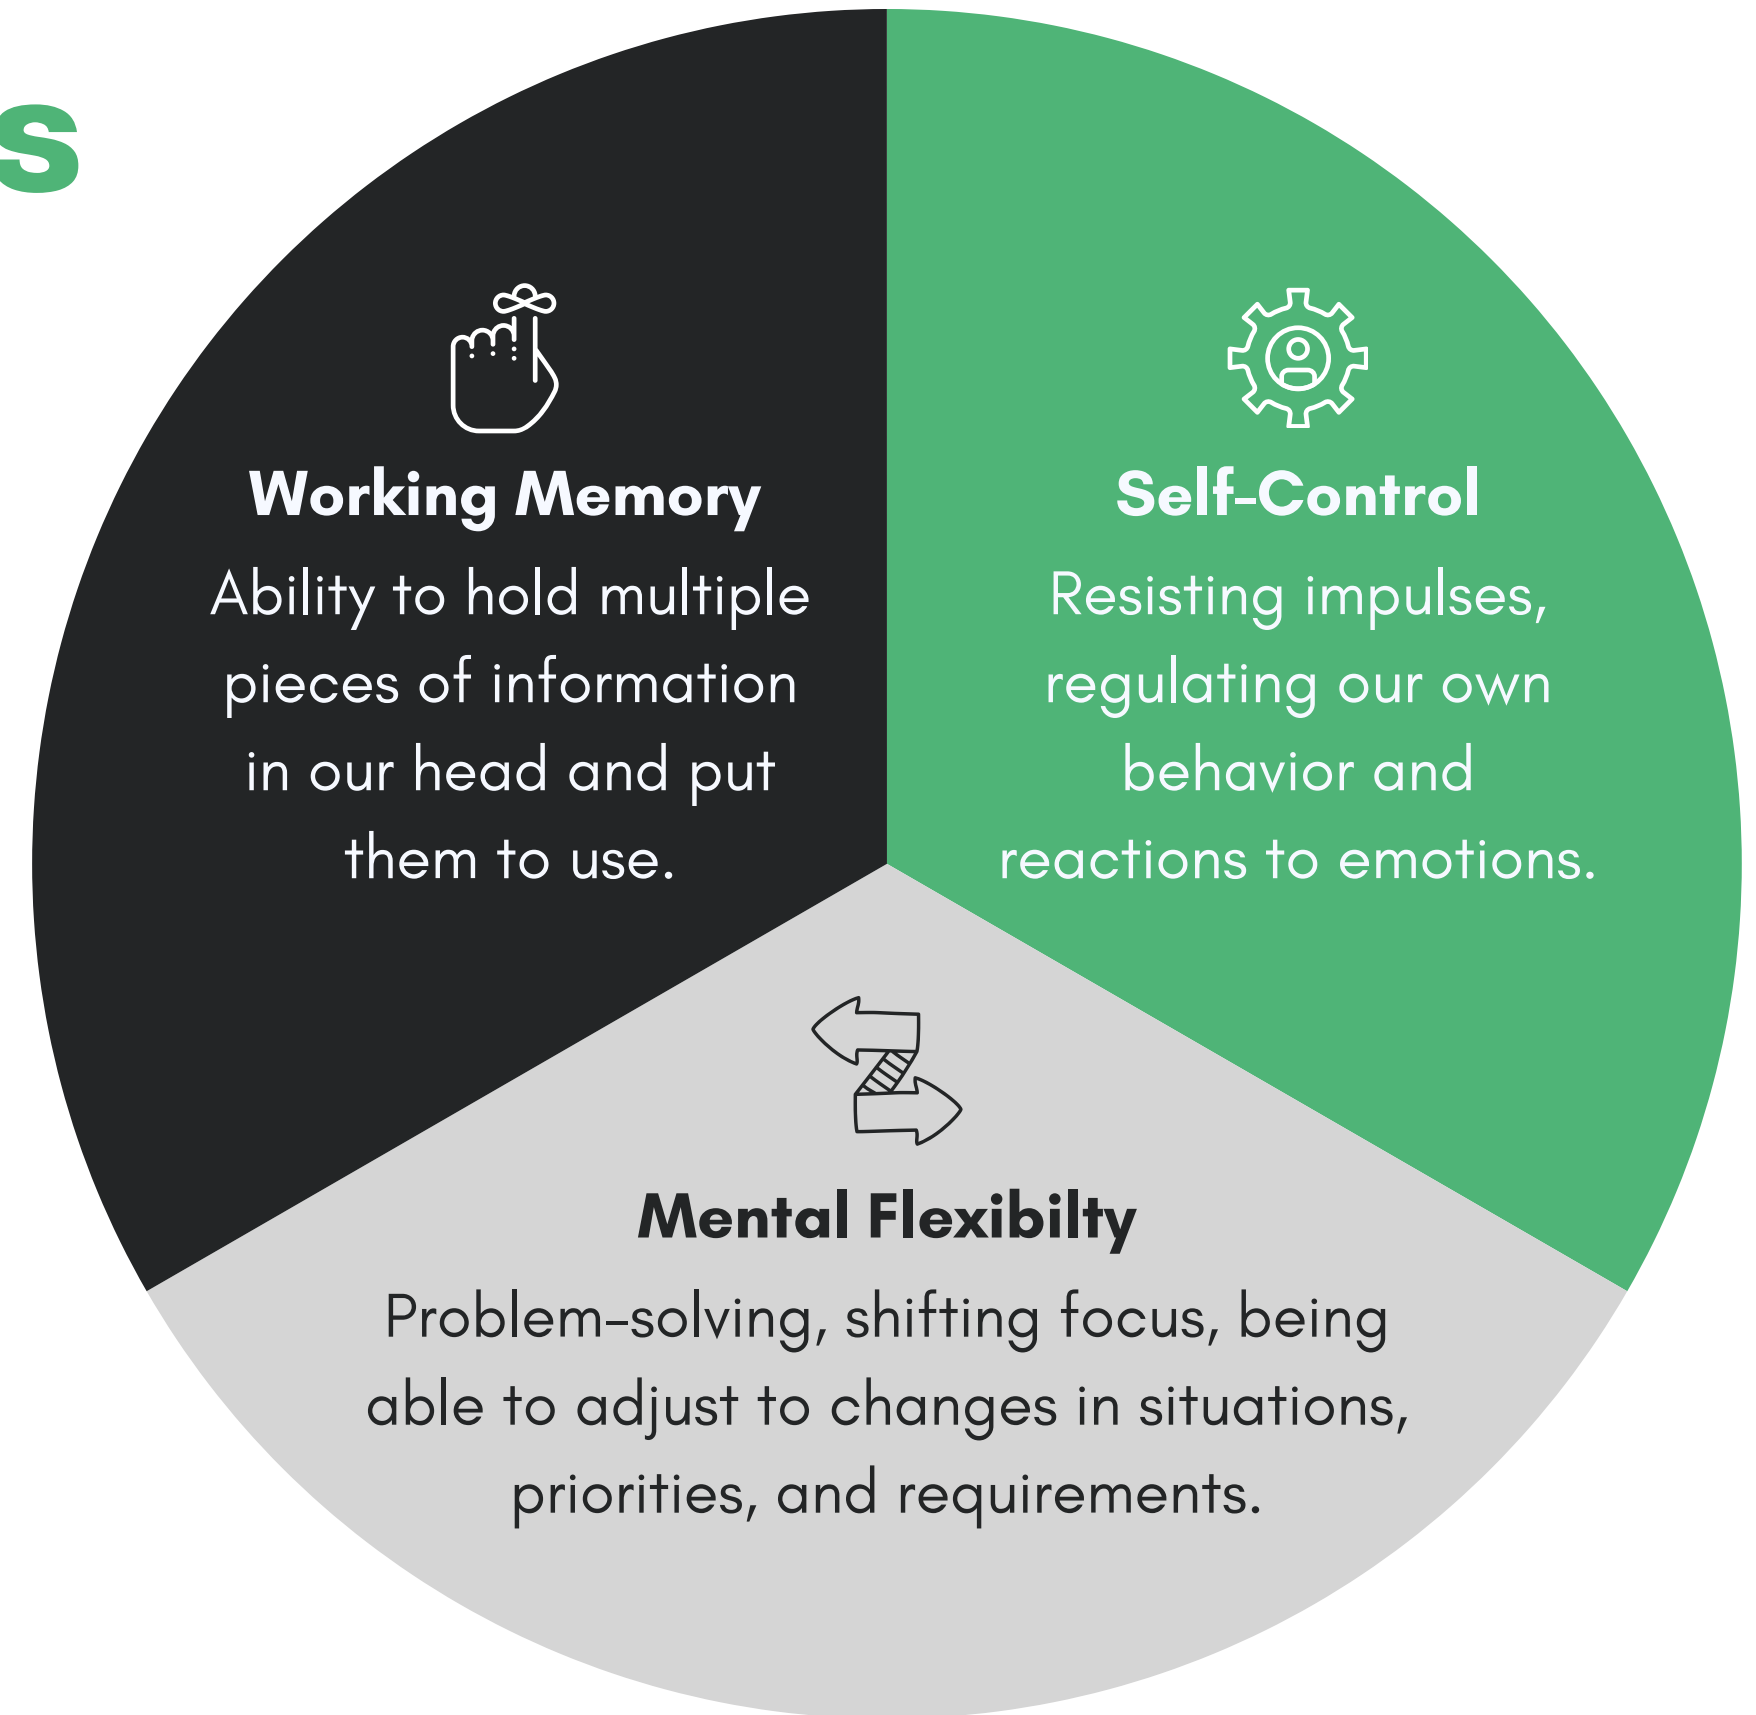 s
Working Memory
Ability to hold multiple
pieces of information
in our head and put
them to use.
Self-Control
Resisting impulses,
regulating our own
behavior and
reactions to emotions.
Mental Flexibilty
Problem-solving, shifting focus, being
able to adjust to changes in situations,
priorities, and requirements.